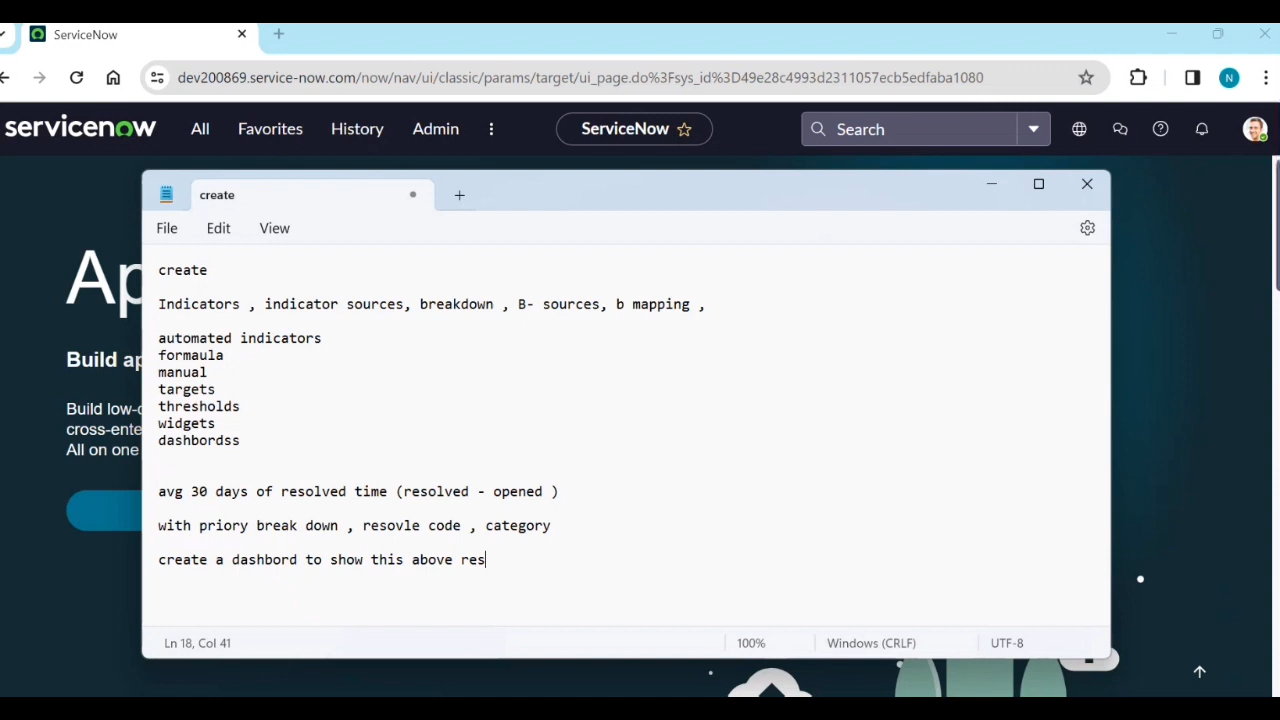 ServiceNow
dev200869.service-now.com/now/nav/ui/classic/params/target/ui_page.do%3Fsys_id%3D49e28c4993d2311057ecb5edfaba1080
N
servicenow
All
Favorites
History
Admin
ServiceNow
Search
create
File
Edit
View
create
Indicators , indicator sources, breakdown , B- sources, b mapping ,
automated indicators
formaula
manual
targets
thresholds
widgets
dashbordss
avg 30 days of resolved time (resolved - opened )
with priory break down , resovle code , category
create a dashbord to show this above res
Ln 18, Col 41
100%
Windows (CRLF)
UTF-8
Ap
Build ap
Build low-c
cross-ente
All on one